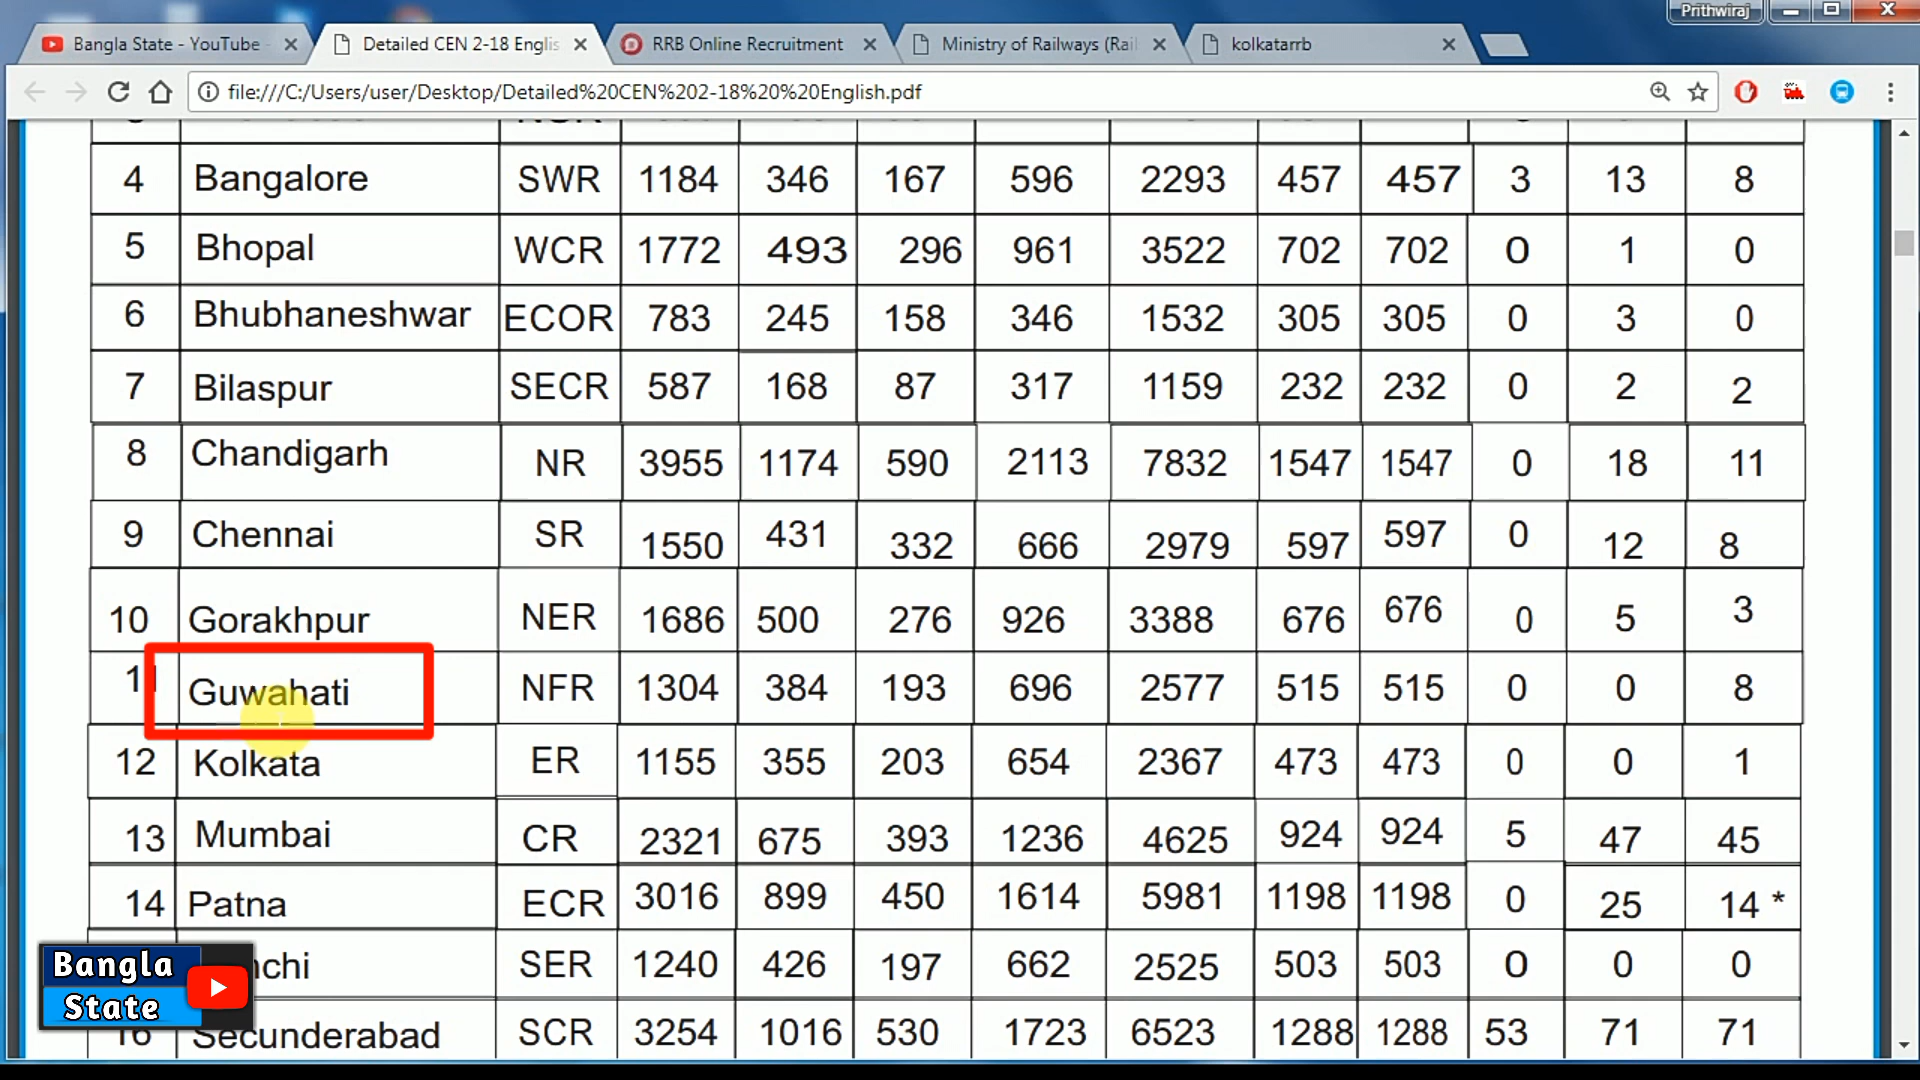 Prithwiraj
Bangla State - YouTube
Detailed CEN 2-18 Englis
RRB Online Recruitment
Ministry of Railways (Rail
kolkatarrb
file:///C:/Users/user/Desktop/Detailed%20CEN%202-18%20%20English.pdf
4 Bangalore SWR 1184 346 167 596 2293 457 457 3 13 8
5 Bhopal WCR 1772 493 296 961 3522 702 702 0 1 0
6 Bhubhaneshwar ECOR 783 245 158 346 1532 305 305 0 3 0
7 Bilaspur SECR 587 168 87 317 1159 232 232 0 2 2
8 Chandigarh NR 3955 1174 590 2113 7832 1547 1547 0 18 11
9 Chennai SR 1550 431 332 666 2979 597 597 0 12 8
10 Gorakhpur NER 1686 500 276 926 3388 676 676 0 5 3
11 Guwahati NFR 1304 384 193 696 2577 515 515 0 0 8
12 Kolkata ER 1155 355 203 654 2367 473 473 0 0 1
13 Mumbai CR 2321 675 393 1236 4625 924 924 5 47 45
14 Patna ECR 3016 899 450 1614 5981 1198 1198 0 25 14 *
nchi SER 1240 426 197 662 2525 503 503 0 0 0
16 Secunderabad SCR 3254 1016 530 1723 6523 1288 1288 53 71 71
Bangla
State